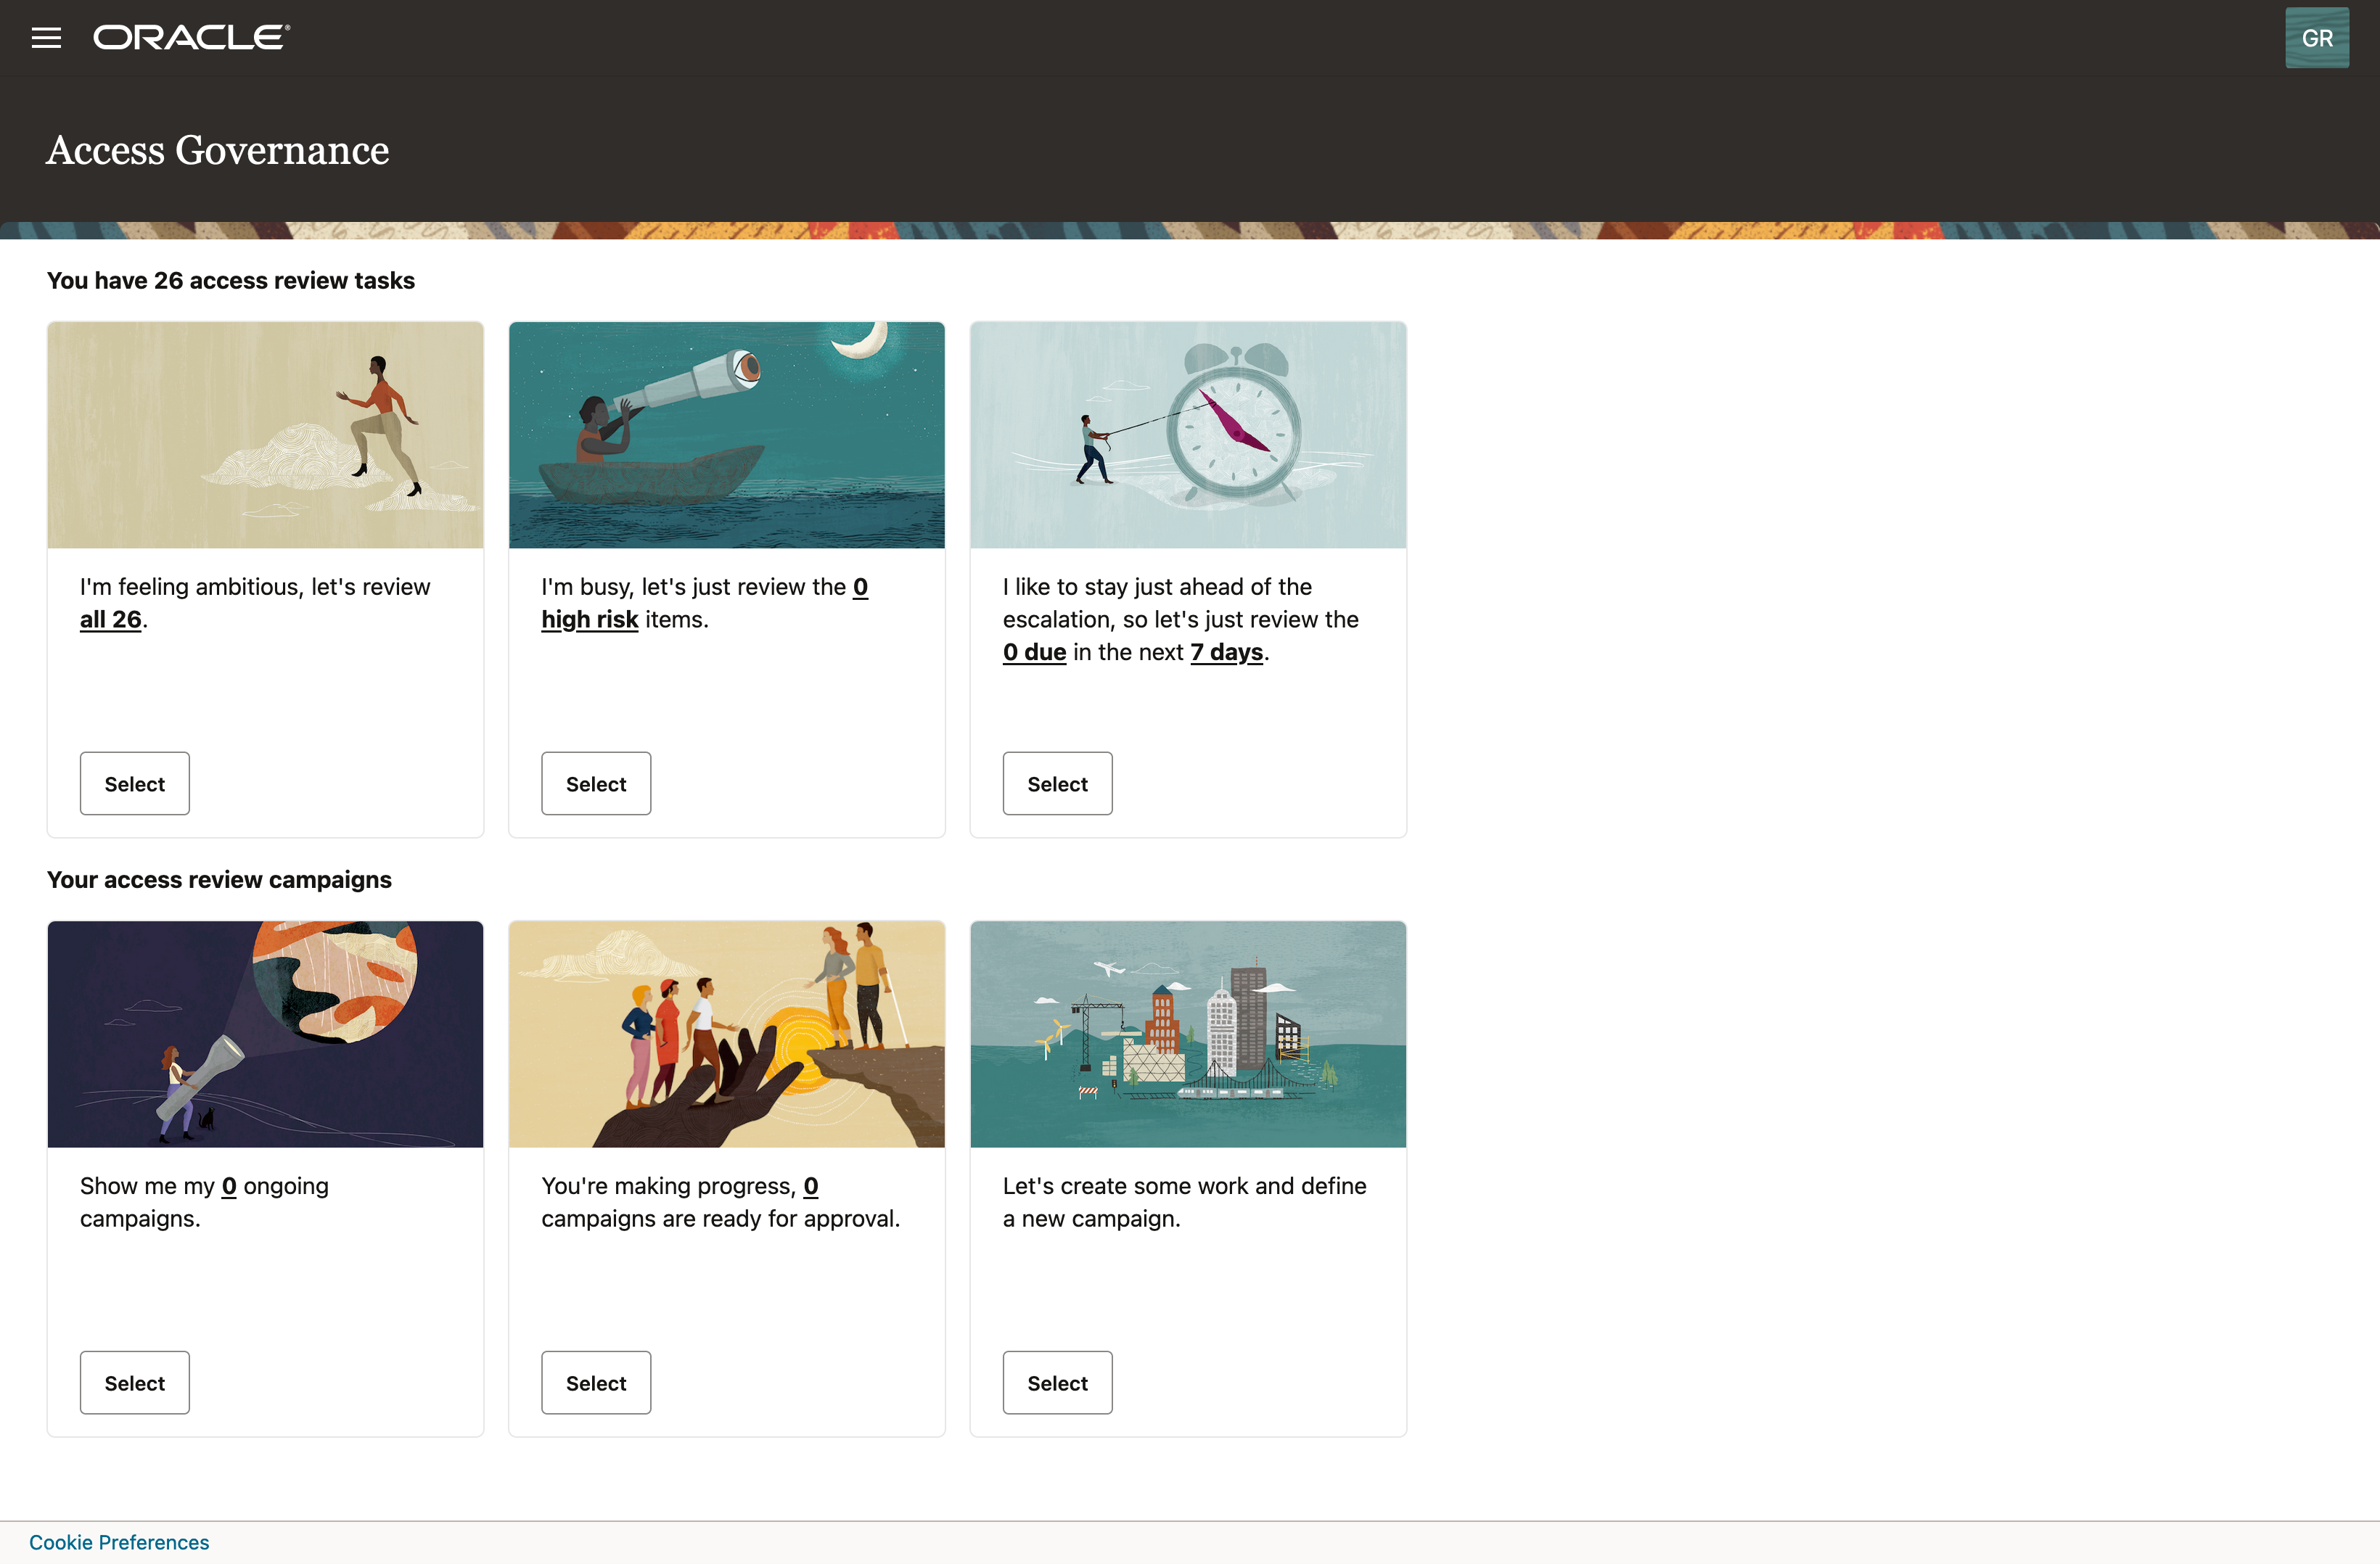 ORACLE®
GR
Access Governance
You have 26 access review tasks
I'm feeling ambitious, let's review
all 26.
Select
I'm busy, let's just review the 0
high risk items.
Select
I like to stay just ahead of the
escalation, so let's just review the
0 due in the next 7 days.
Select
Your access review campaigns
Show me my 0 ongoing
campaigns.
Select
You're making progress, 0
campaigns are ready for approval.
Select
Let's create some work and define
a new campaign.
Select
Cookie Preferences